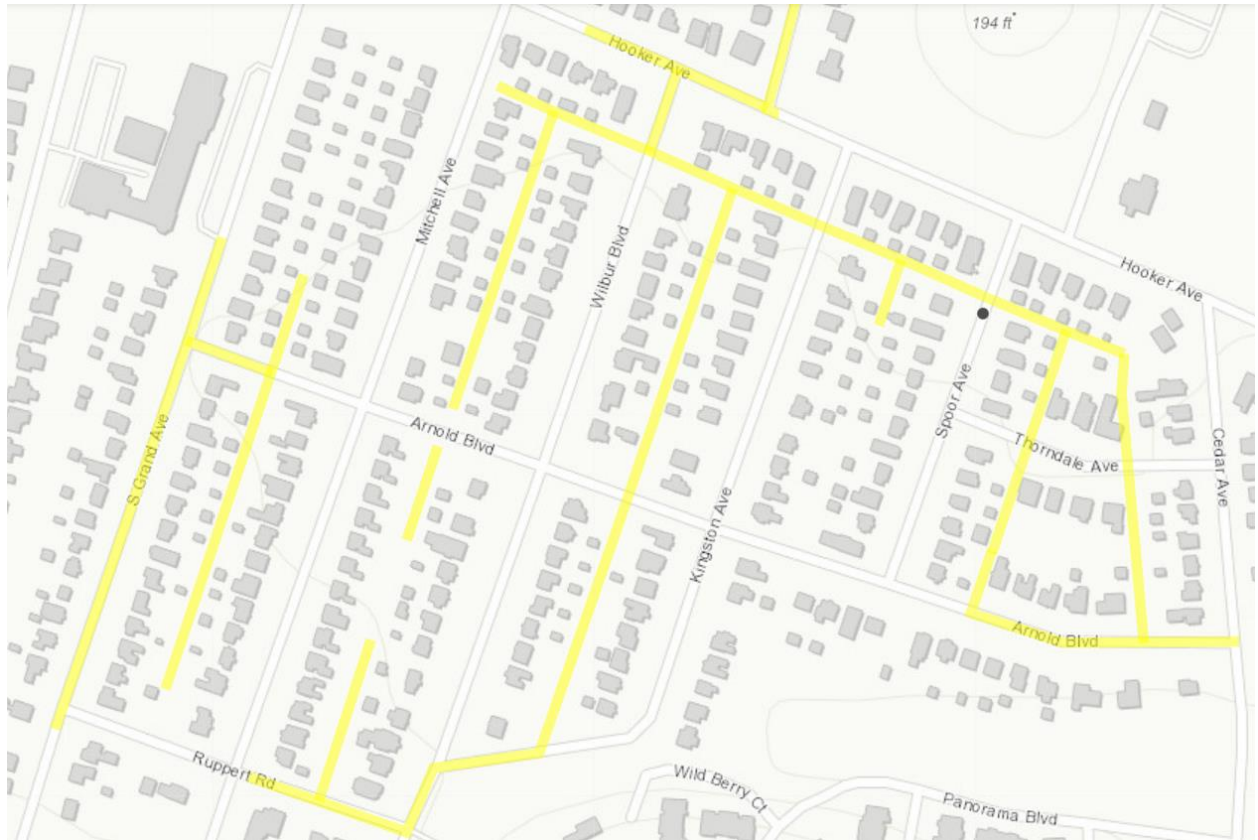 194 ft
Hooker Ave
Mitchell Ave
Wilbur Blvd
Hooker Ave
S Grand Ave
Arnold Blvd
Spoor Ave
Thorndale Ave
Cedar Ave
Kingston Ave
Arnold Blvd
Ruppert Rd
Wild Berry Ct
Panorama Blvd